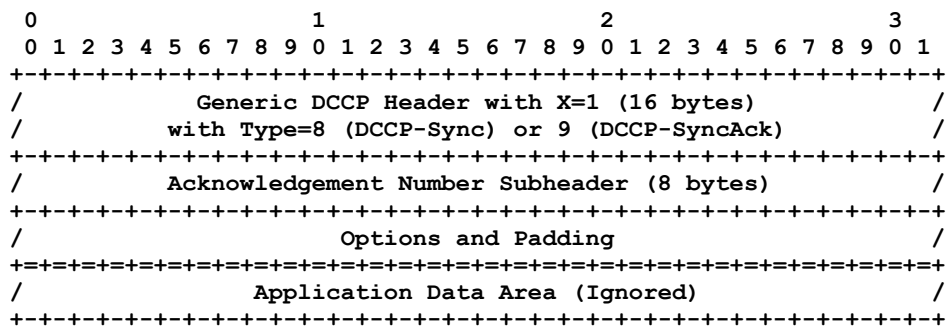 0                   1                   2                   3
 0 1 2 3 4 5 6 7 8 9 0 1 2 3 4 5 6 7 8 9 0 1 2 3 4 5 6 7 8 9 0 1
+-+-+-+-+-+-+-+-+-+-+-+-+-+-+-+-+-+-+-+-+-+-+-+-+-+-+-+-+-+-+-+-+
/            Generic DCCP Header with X=1 (16 bytes)            /
/          with Type=8 (DCCP-Sync) or 9 (DCCP-SyncAck)          /
+-+-+-+-+-+-+-+-+-+-+-+-+-+-+-+-+-+-+-+-+-+-+-+-+-+-+-+-+-+-+-+-+
/          Acknowledgement Number Subheader (8 bytes)           /
+-+-+-+-+-+-+-+-+-+-+-+-+-+-+-+-+-+-+-+-+-+-+-+-+-+-+-+-+-+-+-+-+
/                      Options and Padding                      /
+=+=+=+=+=+=+=+=+=+=+=+=+=+=+=+=+=+=+=+=+=+=+=+=+=+=+=+=+=+=+=+=+
/                Application Data Area (Ignored)                /
+-+-+-+-+-+-+-+-+-+-+-+-+-+-+-+-+-+-+-+-+-+-+-+-+-+-+-+-+-+-+-+-+